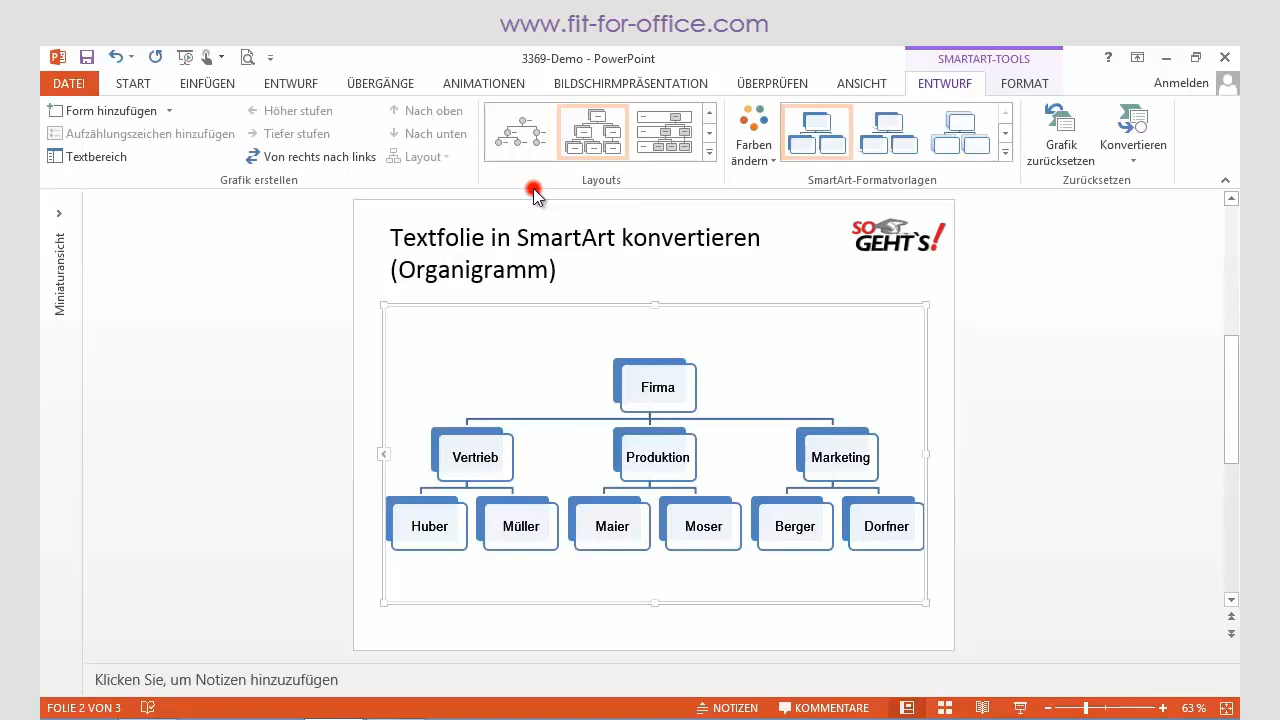 www.fit-for-office.com
3369-Demo - PowerPoint
SMARTART-TOOLS
?
DATEI START EINFÜGEN ENTWURF ÜBERGÄNGE ANIMATIONEN BILDSCHIRMPRÄSENTATION ÜBERPRÜFEN ANSICHT ENTWURF FORMAT Anmelden
Form hinzufügen
Aufzählungszeichen hinzufügen
Textbereich
Höher stufen
Tiefer stufen
Von rechts nach links
Nach oben
Nach unten
Layout
Grafik erstellen
Layouts
Farben
ändern
SmartArt-Formatvorlagen
Grafik
zurücksetzen
Konvertieren
Zurücksetzen
Miniaturansicht
Textfolie in SmartArt konvertieren
(Organigramm)
SO
GEHT`S!
Firma
Vertrieb Produktion Marketing
Huber Müller Maier Moser Berger Dorfner
Klicken Sie, um Notizen hinzuzufügen
FOLIE 2 VON 3 NOTIZEN KOMMENTARE 63 %